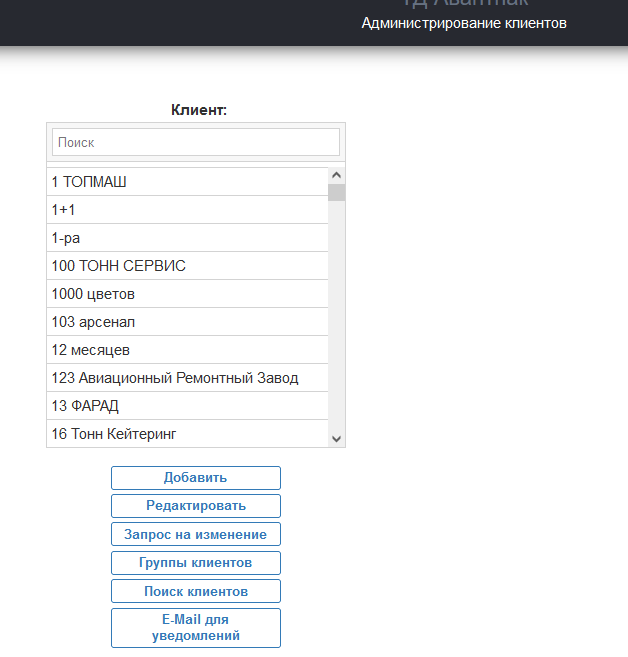 ТД Авантпак
Администрирование клиентов
Клиент:
Поиск
1 ТОПМАШ
1+1
1-ра
100 ТОНН СЕРВИС
1000 цветов
103 арсенал
12 месяцев
123 Авиационный Ремонтный Завод
13 ФАРАД
16 Тонн Кейтеринг
Добавить
Редактировать
Запрос на изменение
Группы клиентов
Поиск клиентов
E-Mail для
уведомлений